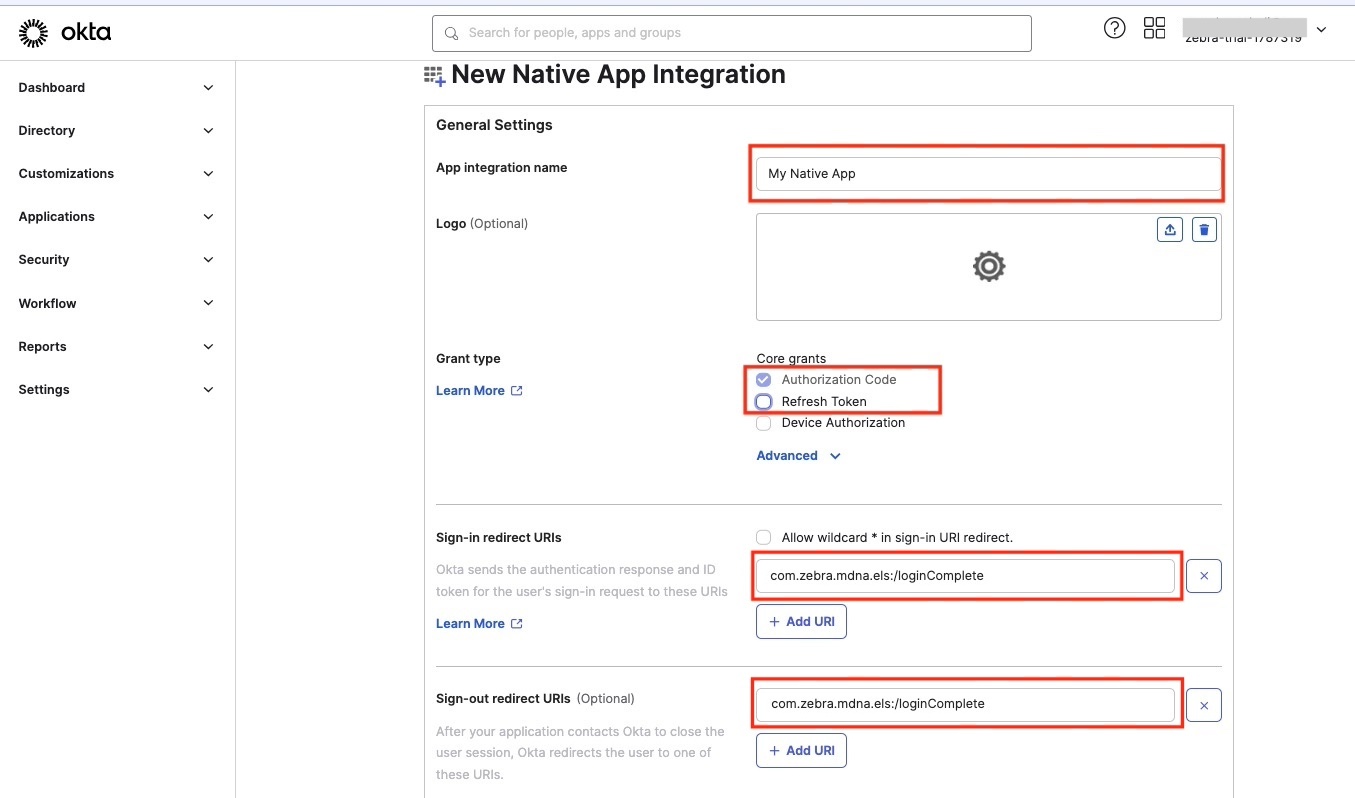 okta
Search for people, apps and groups
zebra-trial-1787319
Dashboard
Directory
Customizations
Applications
Security
Workflow
Reports
Settings
New Native App Integration
General Settings
App integration name
My Native App
Logo (Optional)
Grant type
Learn More
Core grants
Authorization Code
Refresh Token
Device Authorization
Advanced
Sign-in redirect URIs
Okta sends the authentication response and ID
token for the user's sign-in request to these URIs
Learn More
Allow wildcard * in sign-in URI redirect.
com.zebra.mdna.els:/loginComplete
+ Add URI
Sign-out redirect URIs (Optional)
After your application contacts Okta to close the
user session, Okta redirects the user to one of
these URIs.
com.zebra.mdna.els:/loginComplete
+ Add URI